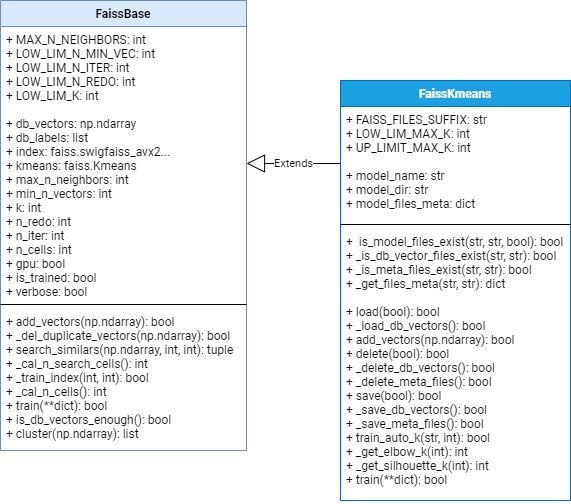 FaissBase
+ MAX_N_NEIGHBORS: int
+ LOW_LIM_N_MIN_VEC: int
+ LOW_LIM_N_ITER: int
+ LOW_LIM_N_REDO: int
+ LOW_LIM_K: int
+ db_vectors: np.ndarray
+ db_labels: list
+ index: faiss.swigfaiss_avx2...
+ kmeans: faiss.Kmeans
+ max_n_neighbors: int
+ min_n_vectors: int
+ k: int
+ n_redo: int
+ n_iter: int
+ n_cells: int
+ gpu: bool
+ is_trained: bool
+ verbose: bool
+ add_vectors(np.ndarray): bool
+ _del_duplicate_vectors(np.ndarray): bool
+ search_similars(np.ndarray, int, int): tuple
+ _cal_n_search_cells(): int
+ _train_index(int, int): bool
+ _cal_n_cells(): int
+ train(**dict): bool
+ is_db_vectors_enough(): bool
+ cluster(np.ndarray): list
Extends
FaissKmeans
+ FAISS_FILES_SUFFIX: str
+ LOW_LIM_MAX_K: int
+ UP_LIMIT_MAX_K: int
+ model_name: str
+ model_dir: str
+ model_files_meta: dict
+  is_model_files_exist(str, str, bool): bool
+ _is_db_vector_files_exist(str, str): bool
+ _is_meta_files_exist(str, str): bool
+ _get_files_meta(str, str): dict
+ load(bool): bool
+ _load_db_vectors(): bool
+ add_vectors(np.ndarray): bool
+ delete(bool): bool
+ _delete_db_vectors(): bool
+ _delete_meta_files(): bool
+ save(bool): bool
+ _save_db_vectors(): bool
+ _save_meta_files(): bool
+ train_auto_k(str, int): bool
+ _get_elbow_k(int): int
+ _get_silhouette_k(int): int
+ train(**dict): bool